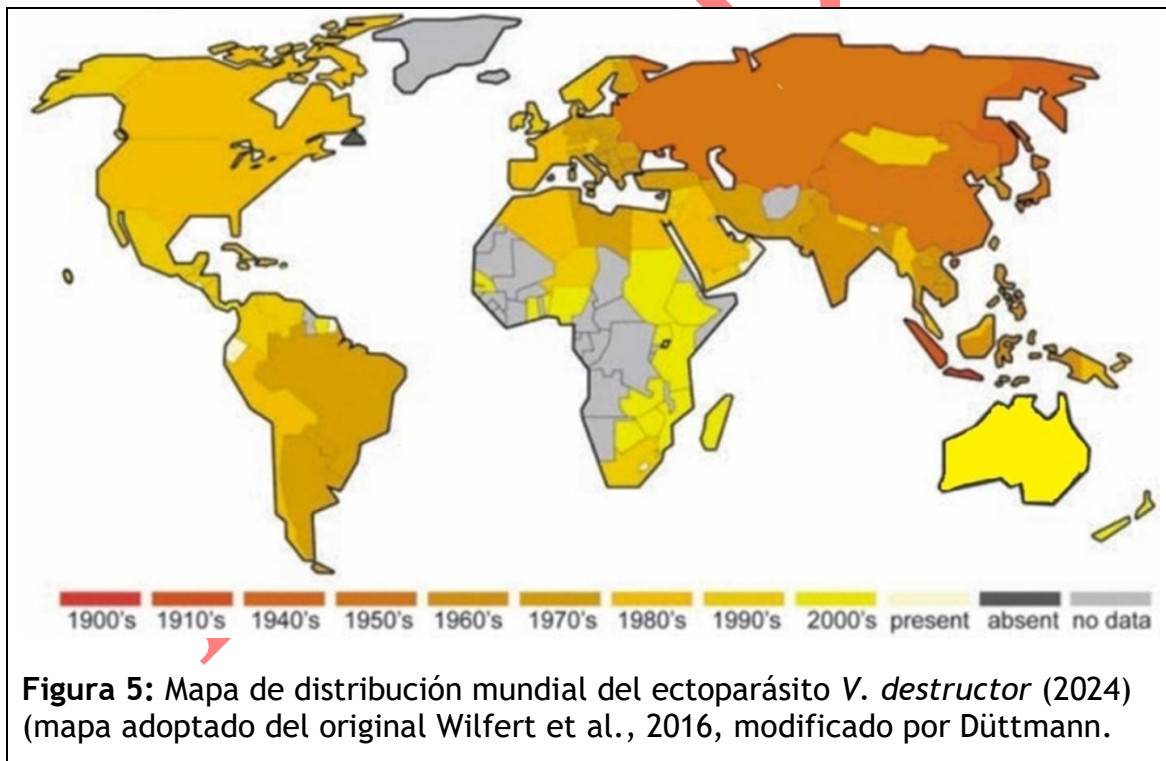 1900's 1910's 1940's 1950's 1960's 1970's 1980's 1990's 2000's present absent no data
Figura 5: Mapa de distribución mundial del ectoparásito V. destructor (2024)
(mapa adoptado del original Wilfert et al., 2016, modificado por Düttmann.